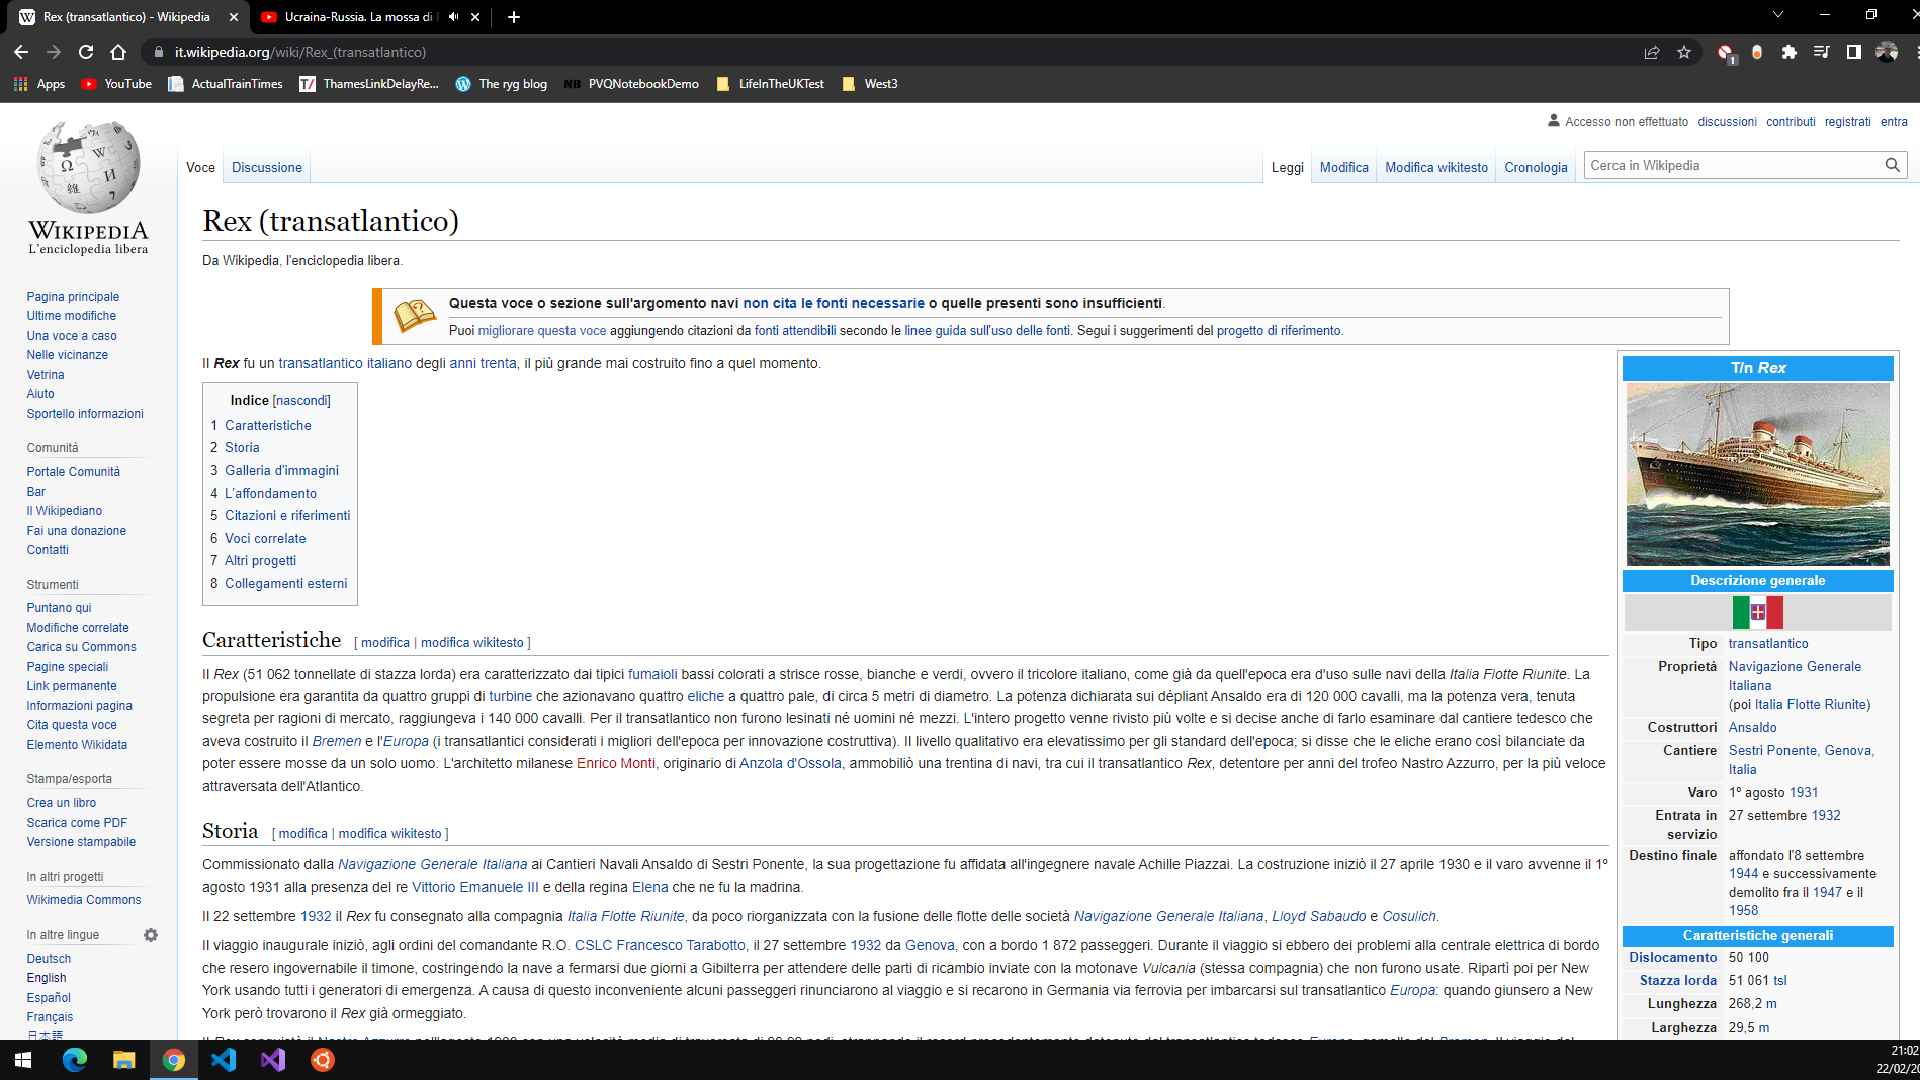 Rex (transatlantico) - Wikipedia
Ucraina-Russia. La mossa di
it.wikipedia.org/wiki/Rex_(transatlantico)
1
Apps
YouTube
ActualTrainTimes
ThamesLinkDelayRe...
The ryg blog
PVQNotebookDemo
LifeInTheUKTest
West3
Accesso non effettuato discussioni contributi registrati entra
WIKIPEDIA
L'enciclopedia libera
Voce Discussione
Leggi Modifica Modifica wikitesto Cronologia
Cerca in Wikipedia
Pagina principale
Ultime modifiche
Una voce a caso
Nelle vicinanze
Vetrina
Aiuto
Sportello informazioni
Comunità
Portale Comunità
Bar
Il Wikipediano
Fai una donazione
Contatti
Strumenti
Puntano qui
Modifiche correlate
Carica su Commons
Pagine speciali
Link permanente
Informazioni pagina
Cita questa voce
Elemento Wikidata
Stampa/esporta
Crea un libro
Scarica come PDF
Versione stampabile
In altri progetti
Wikimedia Commons
In altre lingue
Deutsch
English
Español
Français
日本語
Rex (transatlantico)
Da Wikipedia, l'enciclopedia libera.
Questa voce o sezione sull'argomento navi non cita le fonti necessarie o quelle presenti sono insufficienti.
Puoi migliorare questa voce aggiungendo citazioni da fonti attendibili secondo le linee guida sull'uso delle fonti. Segui i suggerimenti del progetto di riferimento.
Il Rex fu un transatlantico italiano degli anni trenta, il più grande mai costruito fino a quel momento.
Indice [nascondi]
1 Caratteristiche
2 Storia
3 Galleria d'immagini
4 L'affondamento
5 Citazioni e riferimenti
6 Voci correlate
7 Altri progetti
8 Collegamenti esterni
Caratteristiche [ modifica | modifica wikitesto ]
Il Rex (51 062 tonnellate di stazza lorda) era caratterizzato dai tipici fumaioli bassi colorati a strisce rosse, bianche e verdi, ovvero il tricolore italiano, come già da quell'epoca era d'uso sulle navi della Italia Flotte Riunite. La
propulsione era garantita da quattro gruppi di turbine che azionavano quattro eliche a quattro pale, di circa 5 metri di diametro. La potenza dichiarata sui dépliant Ansaldo era di 120 000 cavalli, ma la potenza vera, tenuta
segreta per ragioni di mercato, raggiungeva i 140 000 cavalli. Per il transatlantico non furono lesinati né uomini né mezzi. L'intero progetto venne rivisto più volte e si decise anche di farlo esaminare dal cantiere tedesco che
aveva costruito il Bremen e l'Europa (i transatlantici considerati i migliori dell'epoca per innovazione costruttiva). Il livello qualitativo era elevatissimo per gli standard dell'epoca; si disse che le eliche erano così bilanciate da
poter essere mosse da un solo uomo. L'architetto milanese Enrico Monti, originario di Anzola d'Ossola, ammobiliò una trentina di navi, tra cui il transatlantico Rex, detentore per anni del trofeo Nastro Azzurro, per la più veloce
attraversata dell'Atlantico.
Storia [ modifica | modifica wikitesto ]
Commissionato dalla Navigazione Generale Italiana ai Cantieri Navali Ansaldo di Sestri Ponente, la sua progettazione fu affidata all'ingegnere navale Achille Piazzai. La costruzione iniziò il 27 aprile 1930 e il varo avvenne il 1º
agosto 1931 alla presenza del re Vittorio Emanuele III e della regina Elena che ne fu la madrina.
Il 22 settembre 1932 il Rex fu consegnato alla compagnia Italia Flotte Riunite, da poco riorganizzata con la fusione delle flotte delle società Navigazione Generale Italiana, Lloyd Sabaudo e Cosulich.
Il viaggio inaugurale iniziò, agli ordini del comandante R.O. CSLC Francesco Tarabotto, il 27 settembre 1932 da Genova, con a bordo 1 872 passeggeri. Durante il viaggio si ebbero dei problemi alla centrale elettrica di bordo
che resero ingovernabile il timone, costringendo la nave a fermarsi due giorni a Gibilterra per attendere delle parti di ricambio inviate con la motonave Vulcania (stessa compagnia) che non furono usate. Ripartì poi per New
York usando tutti i generatori di emergenza. A causa di questo inconveniente alcuni passeggeri rinunciarono al viaggio e si recarono in Germania via ferrovia per imbarcarsi sul transatlantico Europa: quando giunsero a New
York però trovarono il Rex già ormeggiato.
T/n Rex
Descrizione generale
Tipo transatlantico
Proprietà Navigazione Generale
Italiana
(poi Italia Flotte Riunite)
Costruttori Ansaldo
Cantiere Sestri Ponente, Genova,
Italia
Varo 1º agosto 1931
Entrata in servizio 27 settembre 1932
Destino finale affondato l'8 settembre
1944 e successivamente
demolito fra il 1947 e il
1958
Caratteristiche generali
Dislocamento 50 100
Stazza lorda 51 061 tsl
Lunghezza 268,2 m
Larghezza 29,5 m
21:02
22/02/20